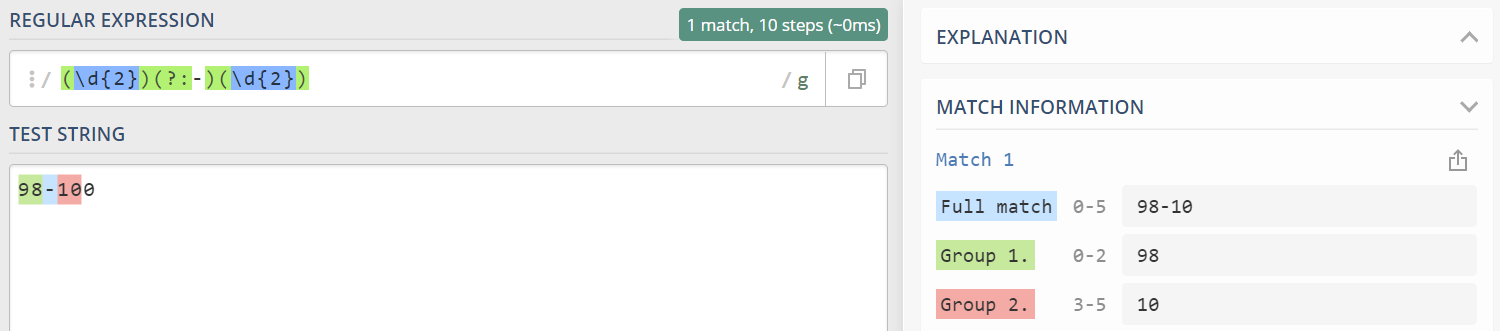 REGULAR EXPRESSION
1 match, 10 steps (~0ms)
/ (\d{2})(?:-)(\d{2}) / g
TEST STRING
98-100
EXPLANATION
MATCH INFORMATION
Match 1
Full match 0-5 98-10
Group 1. 0-2 98
Group 2. 3-5 10